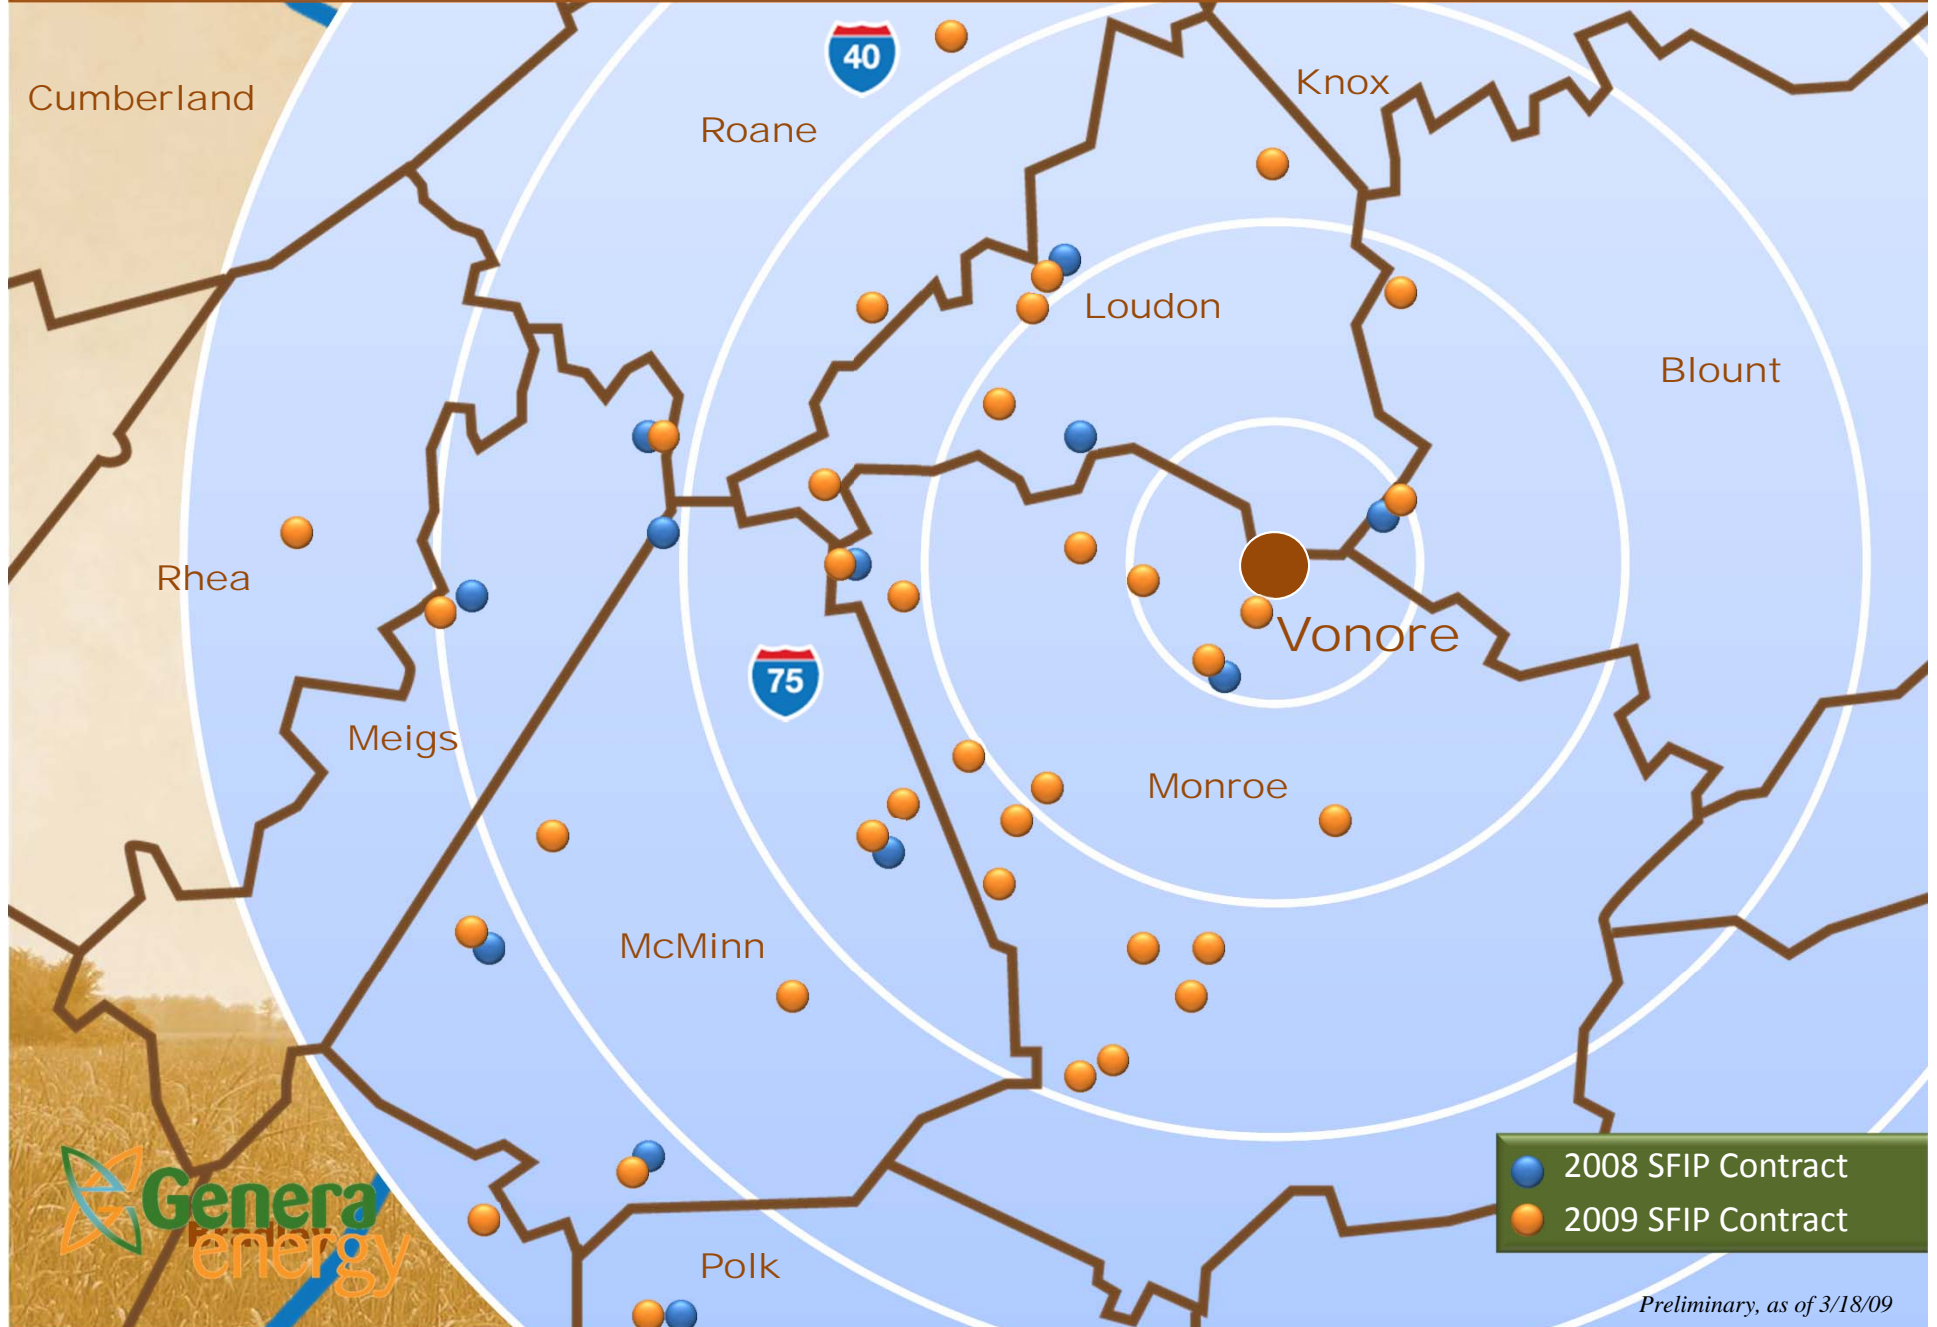 40
Knox
Cumberland
Roane
Loudon
Blount
Rhea
Vonore
75
Meigs
Monroe
McMinn
2008 SFIP Contract
2009 SFIP Contract
Genera
energy
Polk
Preliminary, as of 3/18/09